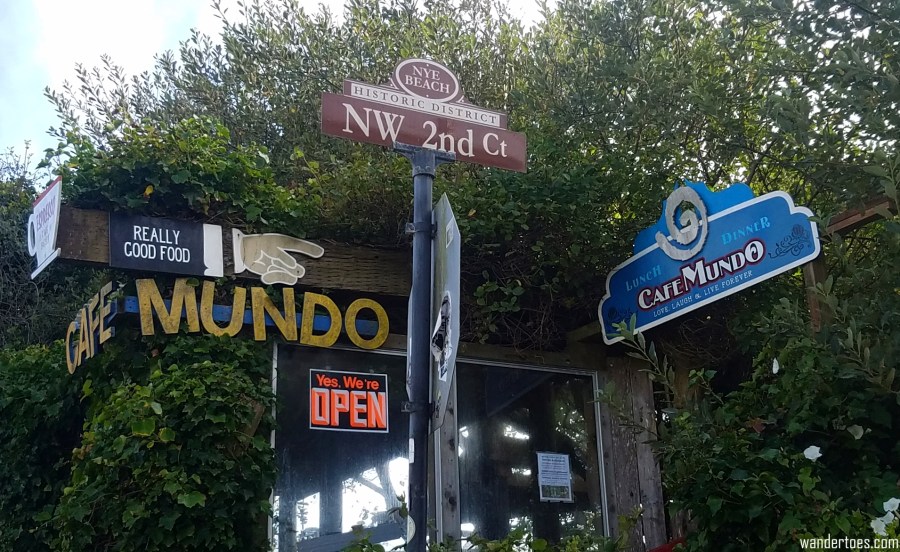 NYE
BEACH
HISTORIC DISTRICT
NW 2nd Ct
REALLY
GOOD FOOD
CAFE MUNDO
Yes, We're
OPEN
LUNCH DINNER
CAFE MUNDO
LOVE, LAUGH & LIVE FOREVER
wandertoes.com